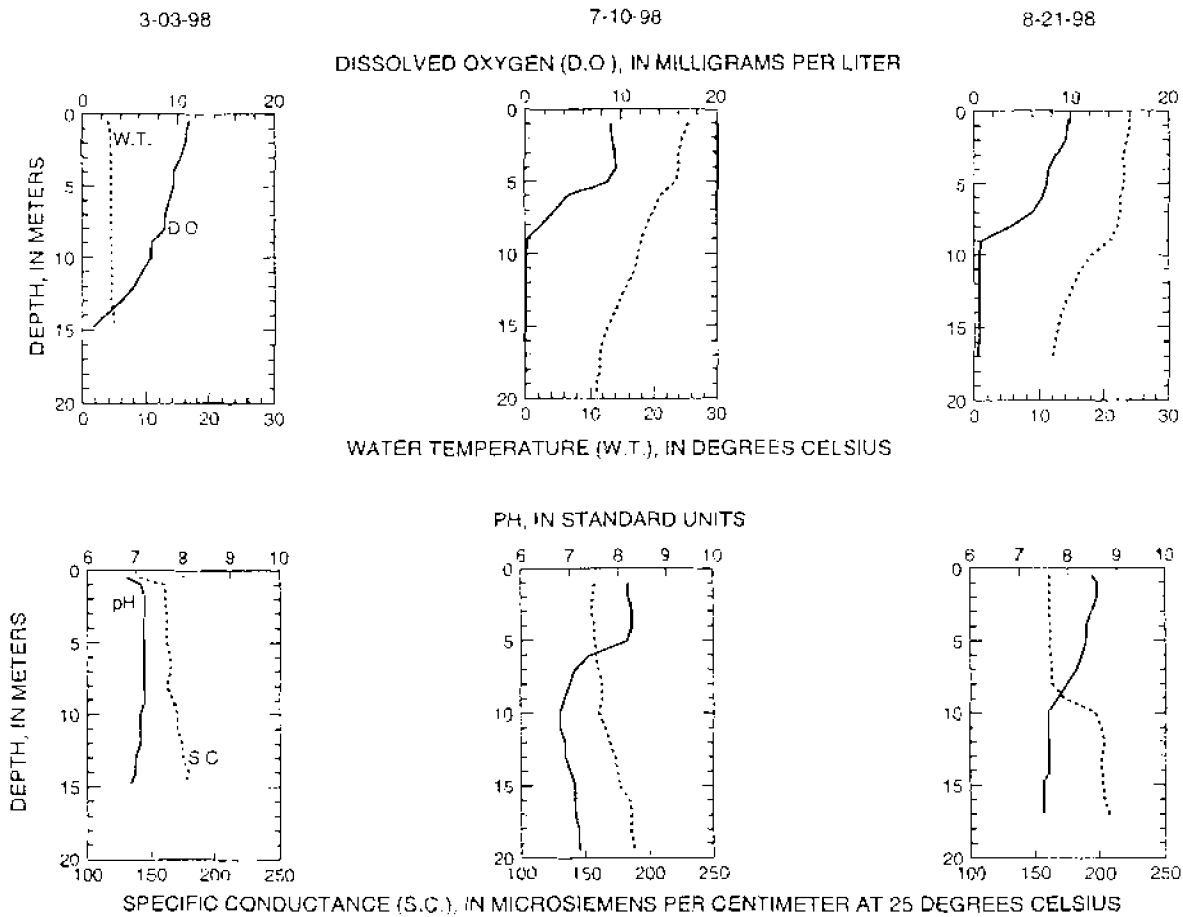 3-03-98 7-10-98 8-21-98
DISSOLVED OXYGEN (D.O.), IN MILLIGRAMS PER LITER
0 10 20 0 10 20 0 10 20
0 0 0
W.T.
5 5 5
D.O
10 10 10
15 15 15
20 20 20
0 10 20 30 0 10 20 30 0 10 20 30
DEPTH, IN METERS
WATER TEMPERATURE (W.T.), IN DEGREES CELSIUS
PH, IN STANDARD UNITS
6 7 8 9 10 6 7 8 9 10 6 7 8 9 10
0 0 0
pH
5 5 5
10 10 10
S.C
15 15 15
20 20 20
100 150 200 250 100 150 200 250 100 150 200 250
DEPTH, IN METERS
SPECIFIC CONDUCTANCE (S.C.), IN MICROSIEMENS PER CENTIMETER AT 25 DEGREES CELSIUS